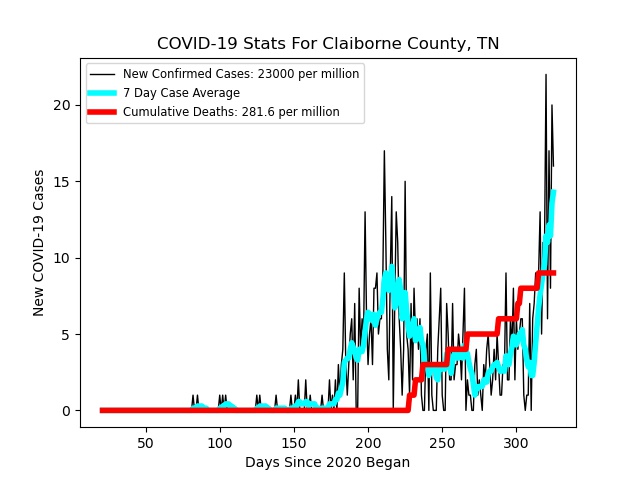 COVID-19 Stats For Claiborne County, TN
New Confirmed Cases: 23000 per million
7 Day Case Average
Cumulative Deaths: 281.6 per million
New COVID-19 Cases
20
15
10
5
0
50 100 150 200 250 300
Days Since 2020 Began